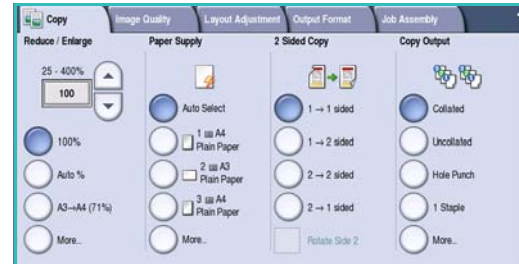 Copy
Image Quality
Layout Adjustment
Output Format
Job Assembly
Reduce / Enlarge
25 - 400%
100
100%
Auto %
A3→A4 (71%)
More...
Paper Supply
Auto Select
1 A4
Plain Paper
2 A3
Plain Paper
3 A4
Plain Paper
More...
2 Sided Copy
1 → 1 sided
1 → 2 sided
2 → 2 sided
2 → 1 sided
Rotate Side 2
Copy Output
Collated
Uncollated
Hole Punch
1 Staple
More...